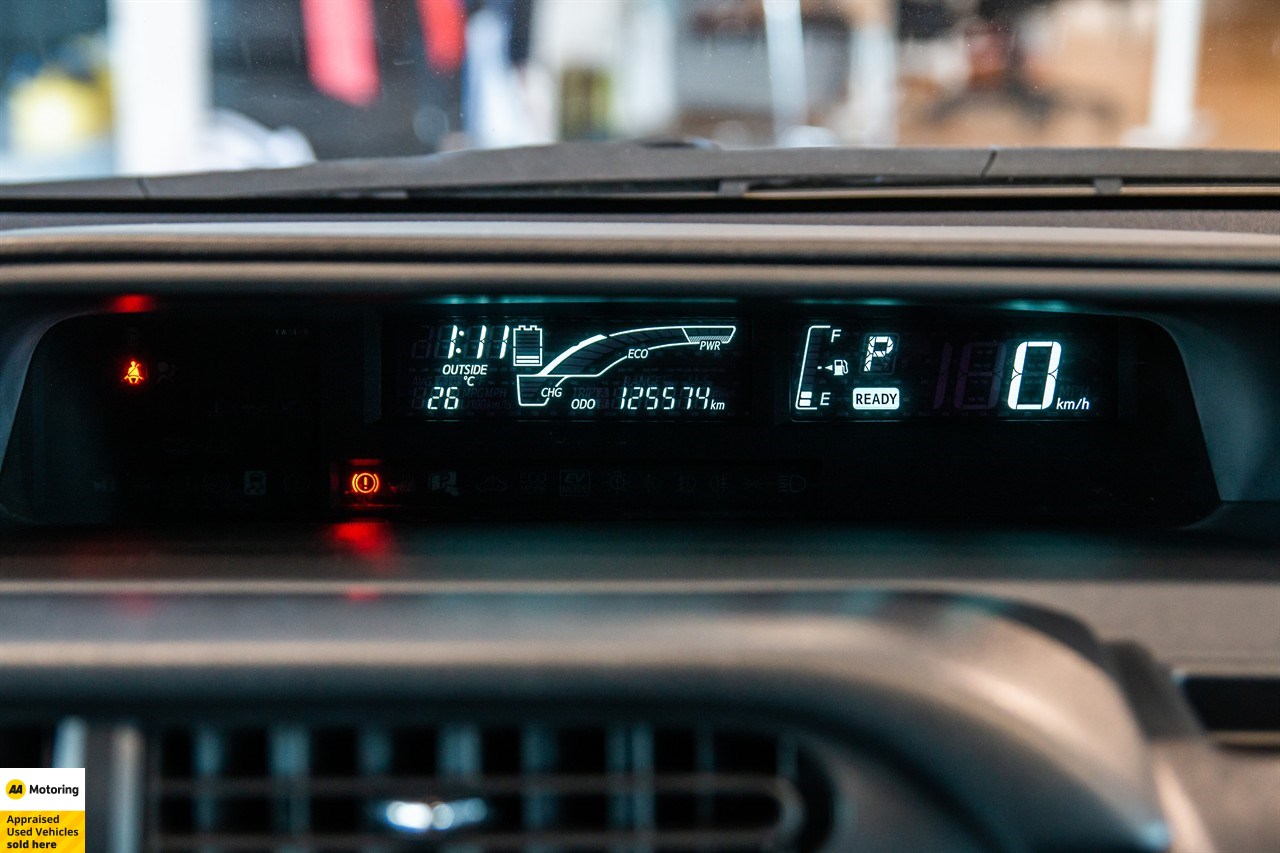 1:11
OUTSIDE
°C
26
CHG
ECO
PWR
ODO 125574 km
F
E
P
READY
0 km/h
AA Motoring
Appraised
Used Vehicles
sold here